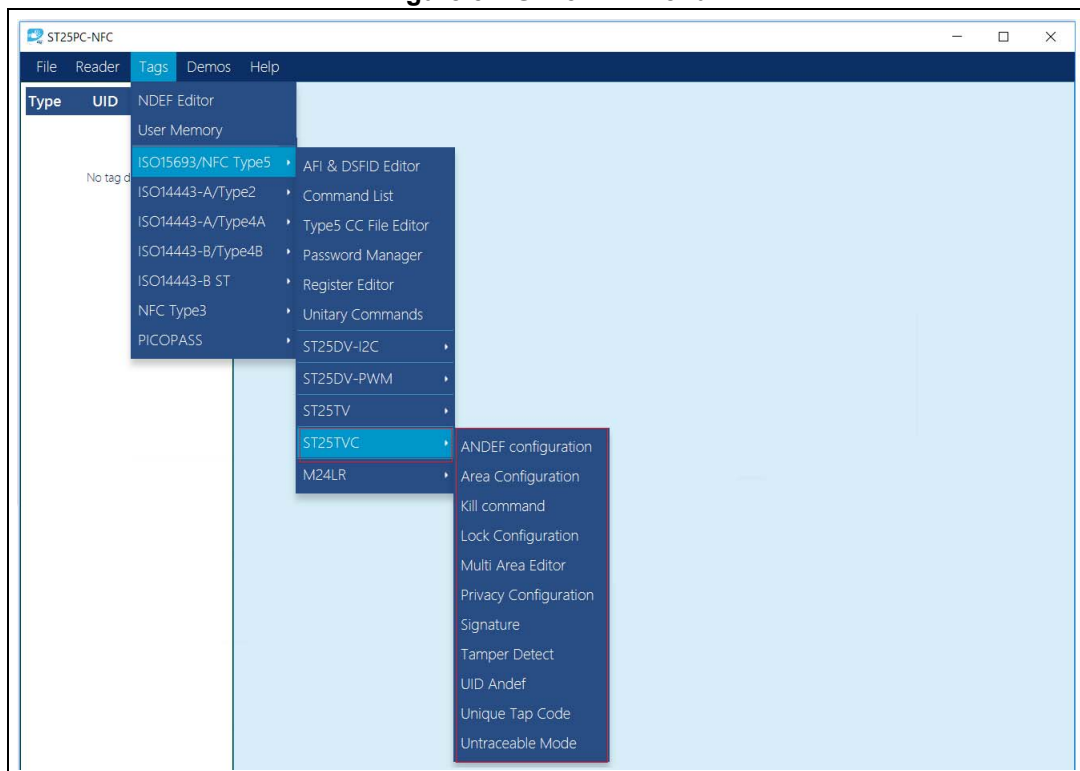 ST25PC-NFC
File Reader Tags Demos Help
Type UID
No tag d
NDEF Editor
User Memory
ISO15693/NFC Type5
ISO14443-A/Type2
ISO14443-A/Type4A
ISO14443-B/Type4B
ISO14443-B ST
NFC Type3
PICOPASS
AFI & DSFID Editor
Command List
Type5 CC File Editor
Password Manager
Register Editor
Unitary Commands
ST25DV-I2C
ST25DV-PWM
ST25TV
ST25TVC
M24LR
ANDEF configuration
Area Configuration
Kill command
Lock Configuration
Multi Area Editor
Privacy Configuration
Signature
Tamper Detect
UID Andef
Unique Tap Code
Untraceable Mode